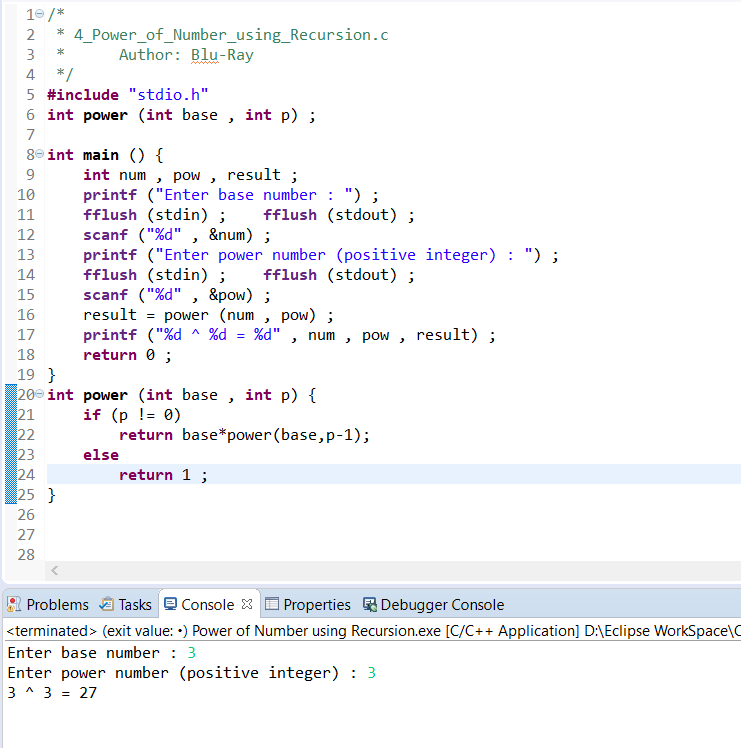 1 /*
2 * 4_Power_of_Number_using_Recursion.c
3 * Author: Blu-Ray
4 */
5 #include "stdio.h"
6 int power (int base , int p) ;
7
8 int main () {
9 int num , pow , result ;
10 printf ("Enter base number : ") ;
11 fflush (stdin) ; fflush (stdout) ;
12 scanf ("%d" , &num) ;
13 printf ("Enter power number (positive integer) : ") ;
14 fflush (stdin) ; fflush (stdout) ;
15 scanf ("%d" , &pow) ;
16 result = power (num , pow) ;
17 printf ("%d ^ %d = %d" , num , pow , result) ;
18 return 0 ;
19 }
20 int power (int base , int p) {
21 if (p != 0)
22 return base*power(base,p-1);
23 else
24 return 1 ;
25 }
26
27
28
Problems Tasks Console Properties Debugger Console
<terminated> (exit value: •) Power of Number using Recursion.exe [C/C++ Application] D:\Eclipse WorkSpace\
Enter base number : 3
Enter power number (positive integer) : 3
3 ^ 3 = 27